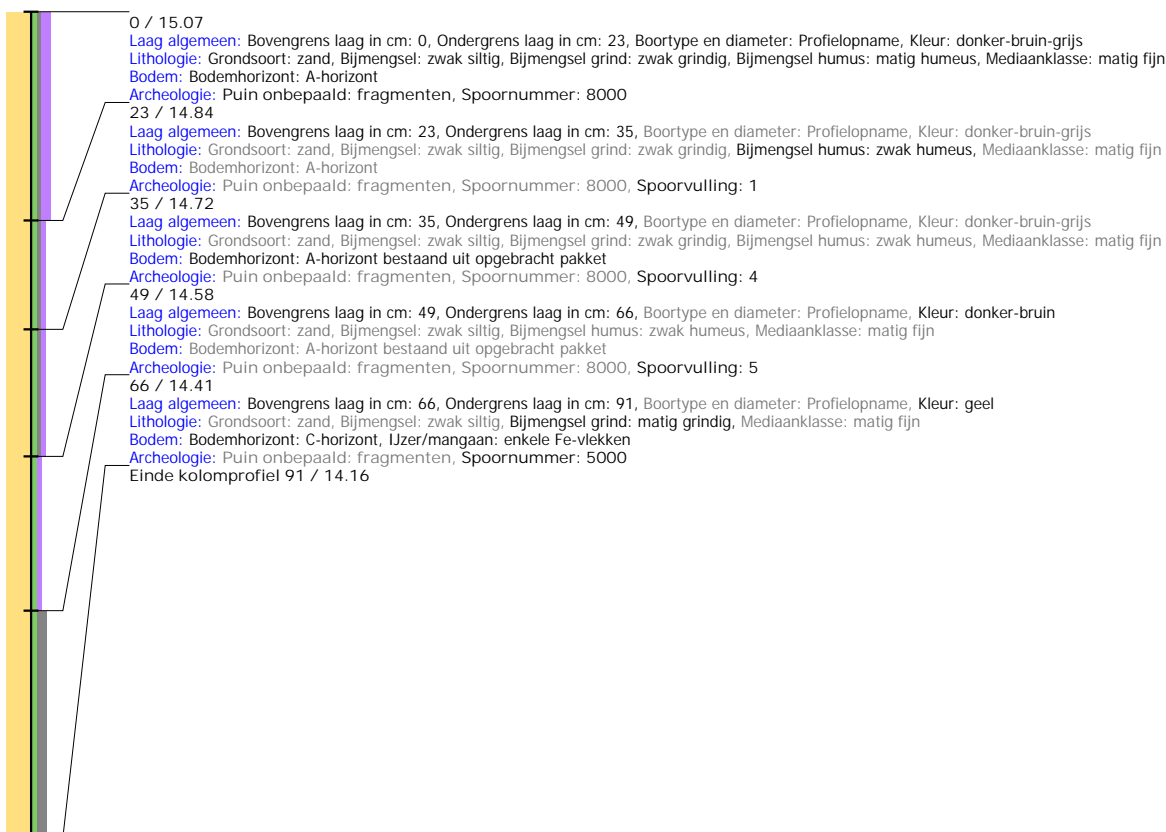 0 / 15.07
Laag algemeen: Bovengrens laag in cm: 0, Ondergrens laag in cm: 23, Boortype en diameter: Profielopname, Kleur: donker-bruin-grijs
Lithologie: Grondsoort: zand, Bijmengsel: zwak siltig, Bijmengsel grind: zwak grindig, Bijmengsel humus: matig humeus, Mediaanklasse: matig fijn
Bodem: Bodemhorizont: A-horizont
Archeologie: Puin onbepaald: fragmenten, Spoornummer: 8000
23 / 14.84
Laag algemeen: Bovengrens laag in cm: 23, Ondergrens laag in cm: 35, Boortype en diameter: Profielopname, Kleur: donker-bruin-grijs
Lithologie: Grondsoort: zand, Bijmengsel: zwak siltig, Bijmengsel grind: zwak grindig, Bijmengsel humus: zwak humeus, Mediaanklasse: matig fijn
Bodem: Bodemhorizont: A-horizont
Archeologie: Puin onbepaald: fragmenten, Spoornummer: 8000, Spoorvulling: 1
35 / 14.72
Laag algemeen: Bovengrens laag in cm: 35, Ondergrens laag in cm: 49, Boortype en diameter: Profielopname, Kleur: donker-bruin-grijs
Lithologie: Grondsoort: zand, Bijmengsel: zwak siltig, Bijmengsel grind: zwak grindig, Bijmengsel humus: zwak humeus, Mediaanklasse: matig fijn
Bodem: Bodemhorizont: A-horizont bestaand uit opgebracht pakket
Archeologie: Puin onbepaald: fragmenten, Spoornummer: 8000, Spoorvulling: 4
49 / 14.58
Laag algemeen: Bovengrens laag in cm: 49, Ondergrens laag in cm: 66, Boortype en diameter: Profielopname, Kleur: donker-bruin
Lithologie: Grondsoort: zand, Bijmengsel: zwak siltig, Bijmengsel humus: zwak humeus, Mediaanklasse: matig fijn
Bodem: Bodemhorizont: A-horizont bestaand uit opgebracht pakket
Archeologie: Puin onbepaald: fragmenten, Spoornummer: 8000, Spoorvulling: 5
66 / 14.41
Laag algemeen: Bovengrens laag in cm: 66, Ondergrens laag in cm: 91, Boortype en diameter: Profielopname, Kleur: geel
Lithologie: Grondsoort: zand, Bijmengsel: zwak siltig, Bijmengsel grind: matig grindig, Mediaanklasse: matig fijn
Bodem: Bodemhorizont: C-horizont, IJzer/mangaan: enkele Fe-vlekken
Archeologie: Puin onbepaald: fragmenten, Spoornummer: 5000
Einde kolomprofiel 91 / 14.16